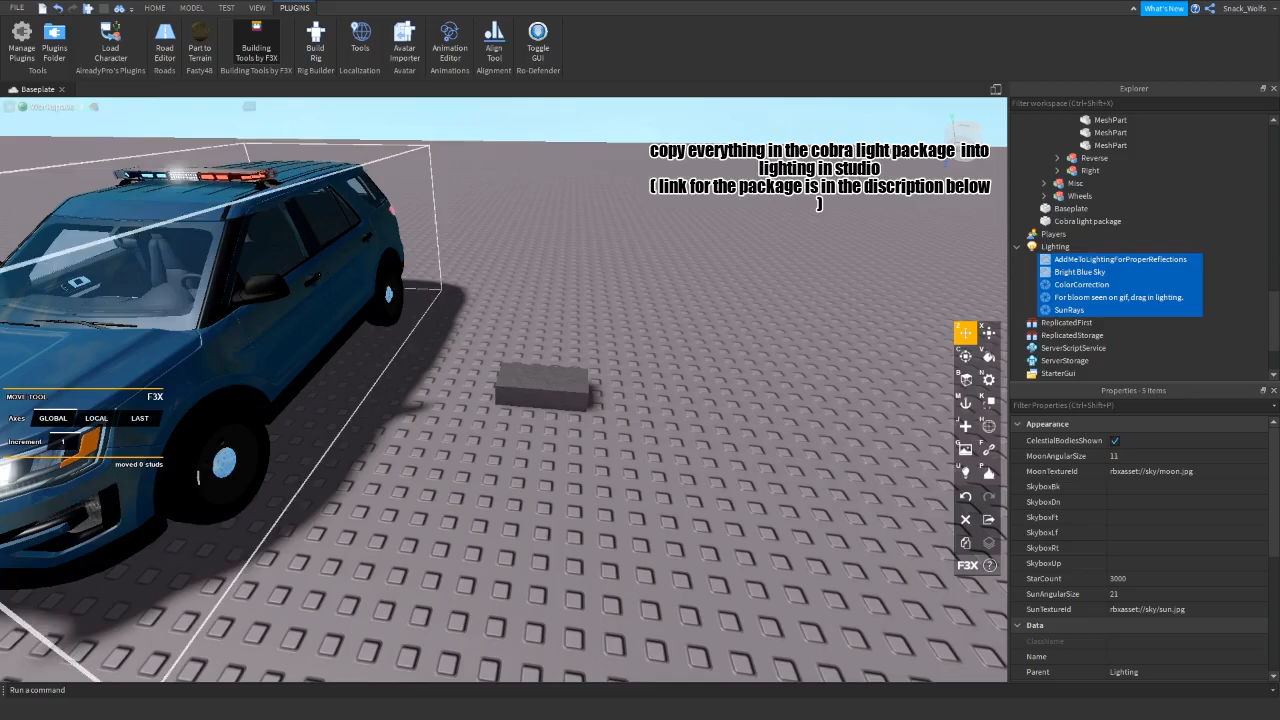 FILE
HOME
MODEL
TEST
VIEW
PLUGINS
What's New
Snack_Wolfs
Manage Plugins
Plugins Folder
Load Character
Road Editor
Part to Terrain
Building Tools by F3X
Build Rig
Tools
Avatar Importer
Animation Editor
Align Tool
Toggle GUI
Tools
AlreadyPro's Plugins
Roads
Fasty48
Building Tools by F3X
Rig Builder
Localization
Avatar
Animations
Alignment
Ro-Defender
Baseplate
Workspace
copy everything in the cobra light package into
lighting in studio
( link for the package is in the discription below
)
MOVE TOOL F3X
Axes GLOBAL LOCAL LAST
Increment 1
moved 0 studs
Z X
C V
B N
M K
J H
G F
U P
F3X ?
Explorer
Filter workspace (Ctrl+Shift+X)
MeshPart
MeshPart
MeshPart
Reverse
Right
Misc
Wheels
Baseplate
Cobra light package
Players
Lighting
AddMeToLightingForProperReflections
Bright Blue Sky
ColorCorrection
For bloom seen on gif, drag in lighting.
SunRays
ReplicatedFirst
ReplicatedStorage
ServerScriptService
ServerStorage
StarterGui
Properties - 5 items
Filter Properties (Ctrl+Shift+P)
Appearance
CelestialBodiesShown
MoonAngularSize 11
MoonTextureId rbxasset://sky/moon.jpg
SkyboxBk
SkyboxDn
SkyboxFt
SkyboxLf
SkyboxRt
SkyboxUp
StarCount 3000
SunAngularSize 21
SunTextureId rbxasset://sky/sun.jpg
Data
ClassName
Name
Parent Lighting
Run a command